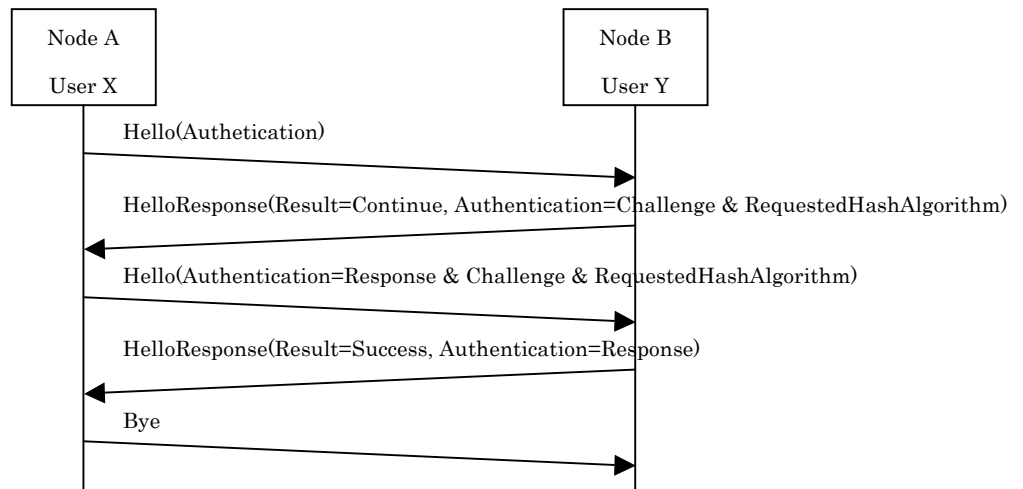 Node A
User X
Node B
User Y
Hello(Authetication)
HelloResponse(Result=Continue, Authentication=Challenge & RequestedHashAlgorithm)
Hello(Authentication=Response & Challenge & RequestedHashAlgorithm)
HelloResponse(Result=Success, Authentication=Response)
Bye